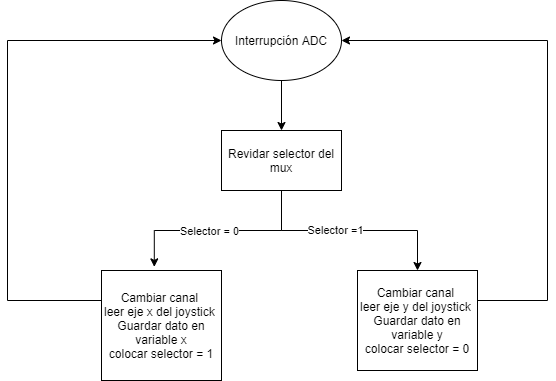 Interrupción ADC
Revidar selector del
mux
Selector = 0
Selector =1
Cambiar canal
leer eje x del joystick
Guardar dato en
variable x
colocar selector = 1
Cambiar canal
leer eje y del joystick
Guardar dato en
variable y
colocar selector = 0